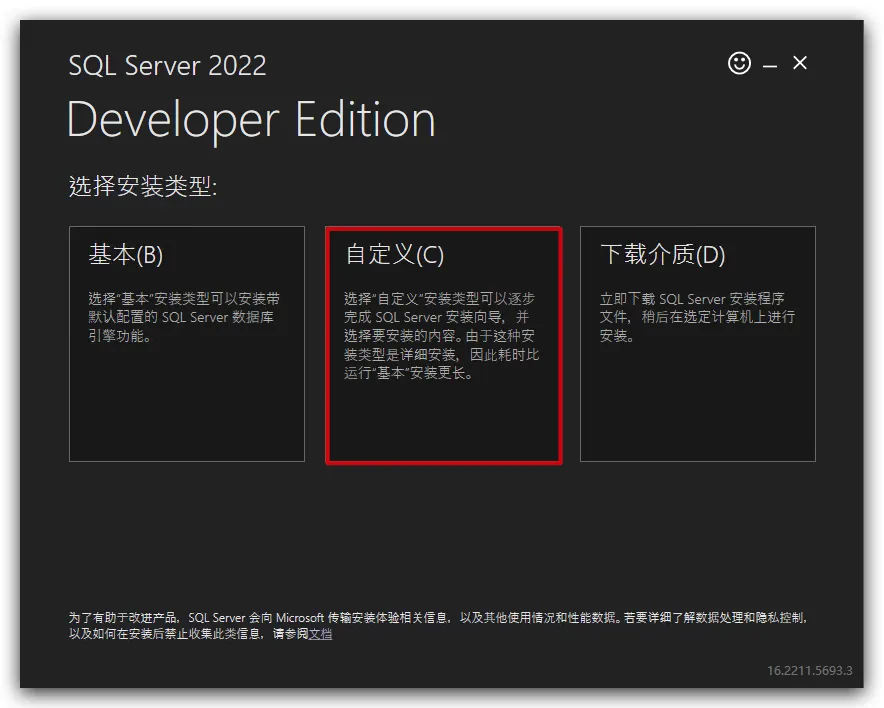 SQL Server 2022
Developer Edition
选择安装类型:
基本(B)
选择“基本”安装类型可以安装带
默认配置的 SQL Server 数据库
引擎功能。
自定义(C)
选择“自定义”安装类型可以逐步
完成 SQL Server 安装向导，并
选择要安装的内容。由于这种安
装类型是详细安装，因此耗时比
运行“基本”安装更长。
下载介质(D)
立即下载 SQL Server 安装程序
文件，稍后在选定计算机上进行
安装。
为了有助于改进产品，SQL Server 会向 Microsoft 传输安装体验相关信息，以及其他使用情况和性能数据。若要详细了解数据处理和隐私控制，
以及如何在安装后禁止收集此类信息，请参阅文档
16.2211.5693.3